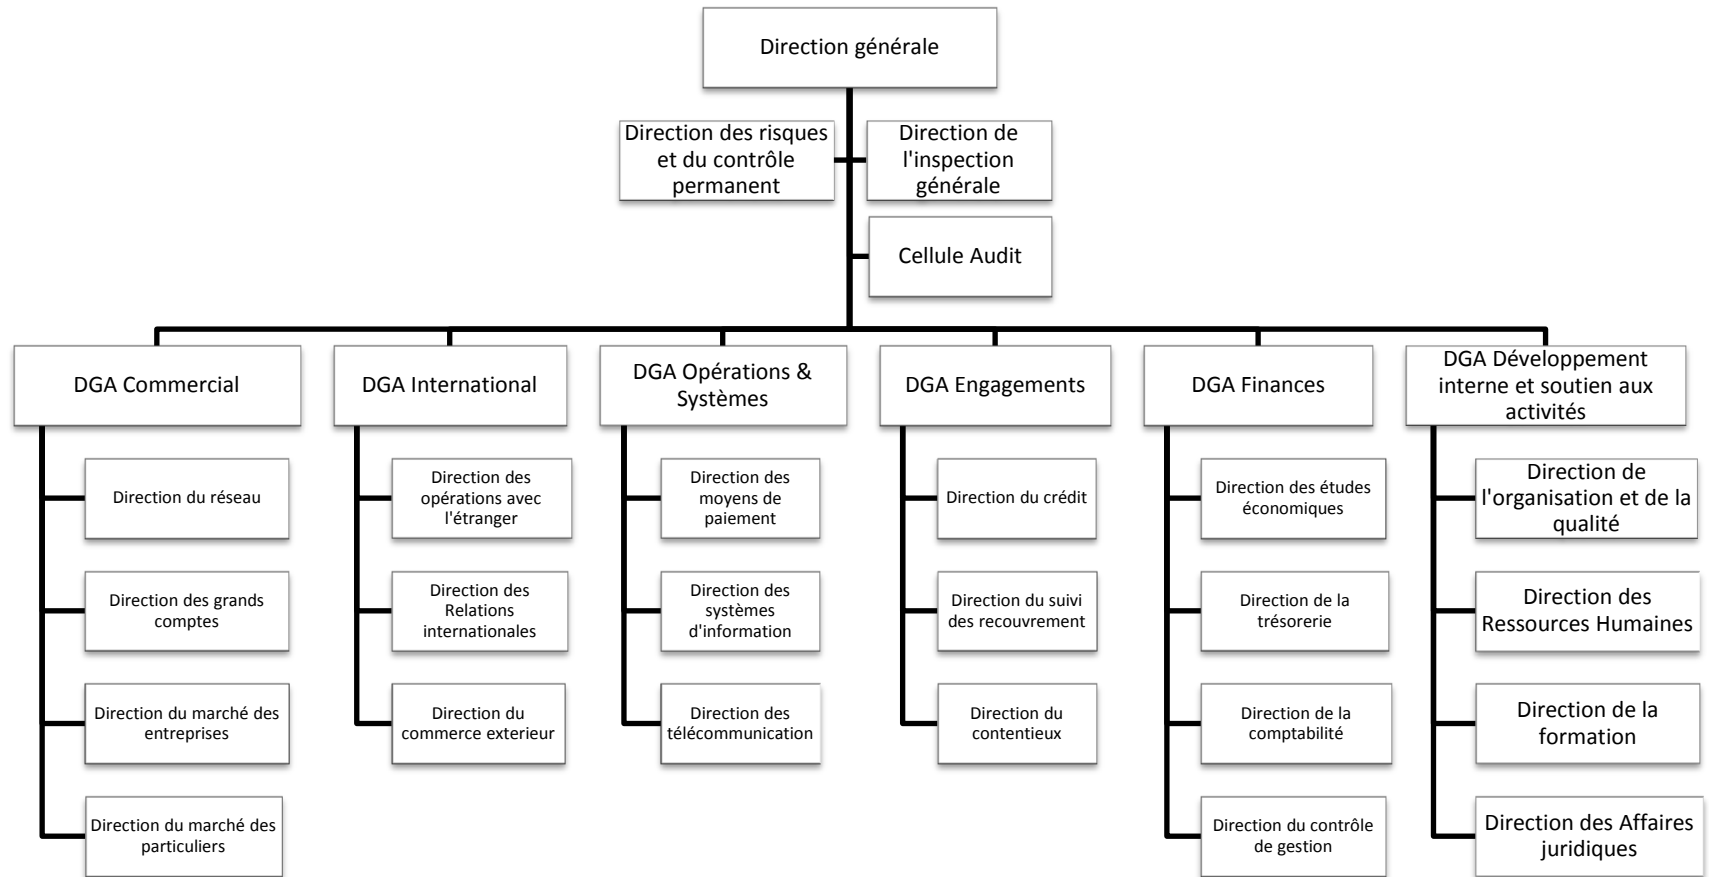 Direction générale
Direction des risques
et du contrôle
permanent
Direction de
l'inspection
générale
Cellule Audit
DGA Commercial
Direction du réseau
Direction des grands
comptes
Direction du marché des
entreprises
Direction du marché des
particuliers
DGA International
Direction des
opérations avec
l'étranger
Direction des
Relations
internationales
Direction du
commerce exterieur
DGA Opérations &
Systèmes
Direction des
moyens de
paiement
Direction des
systèmes
d'information
Direction des
télécommunication
DGA Engagements
Direction du crédit
Direction du suivi
des recouvrement
Direction du
contentieux
DGA Finances
Direction des études
économiques
Direction de la
trésorerie
Direction de la
comptabilité
Direction du contrôle
de gestion
DGA Développement
interne et soutien aux
activités
Direction de
l'organisation et de la
qualité
Direction des
Ressources Humaines
Direction de la
formation
Direction des Affaires
juridiques